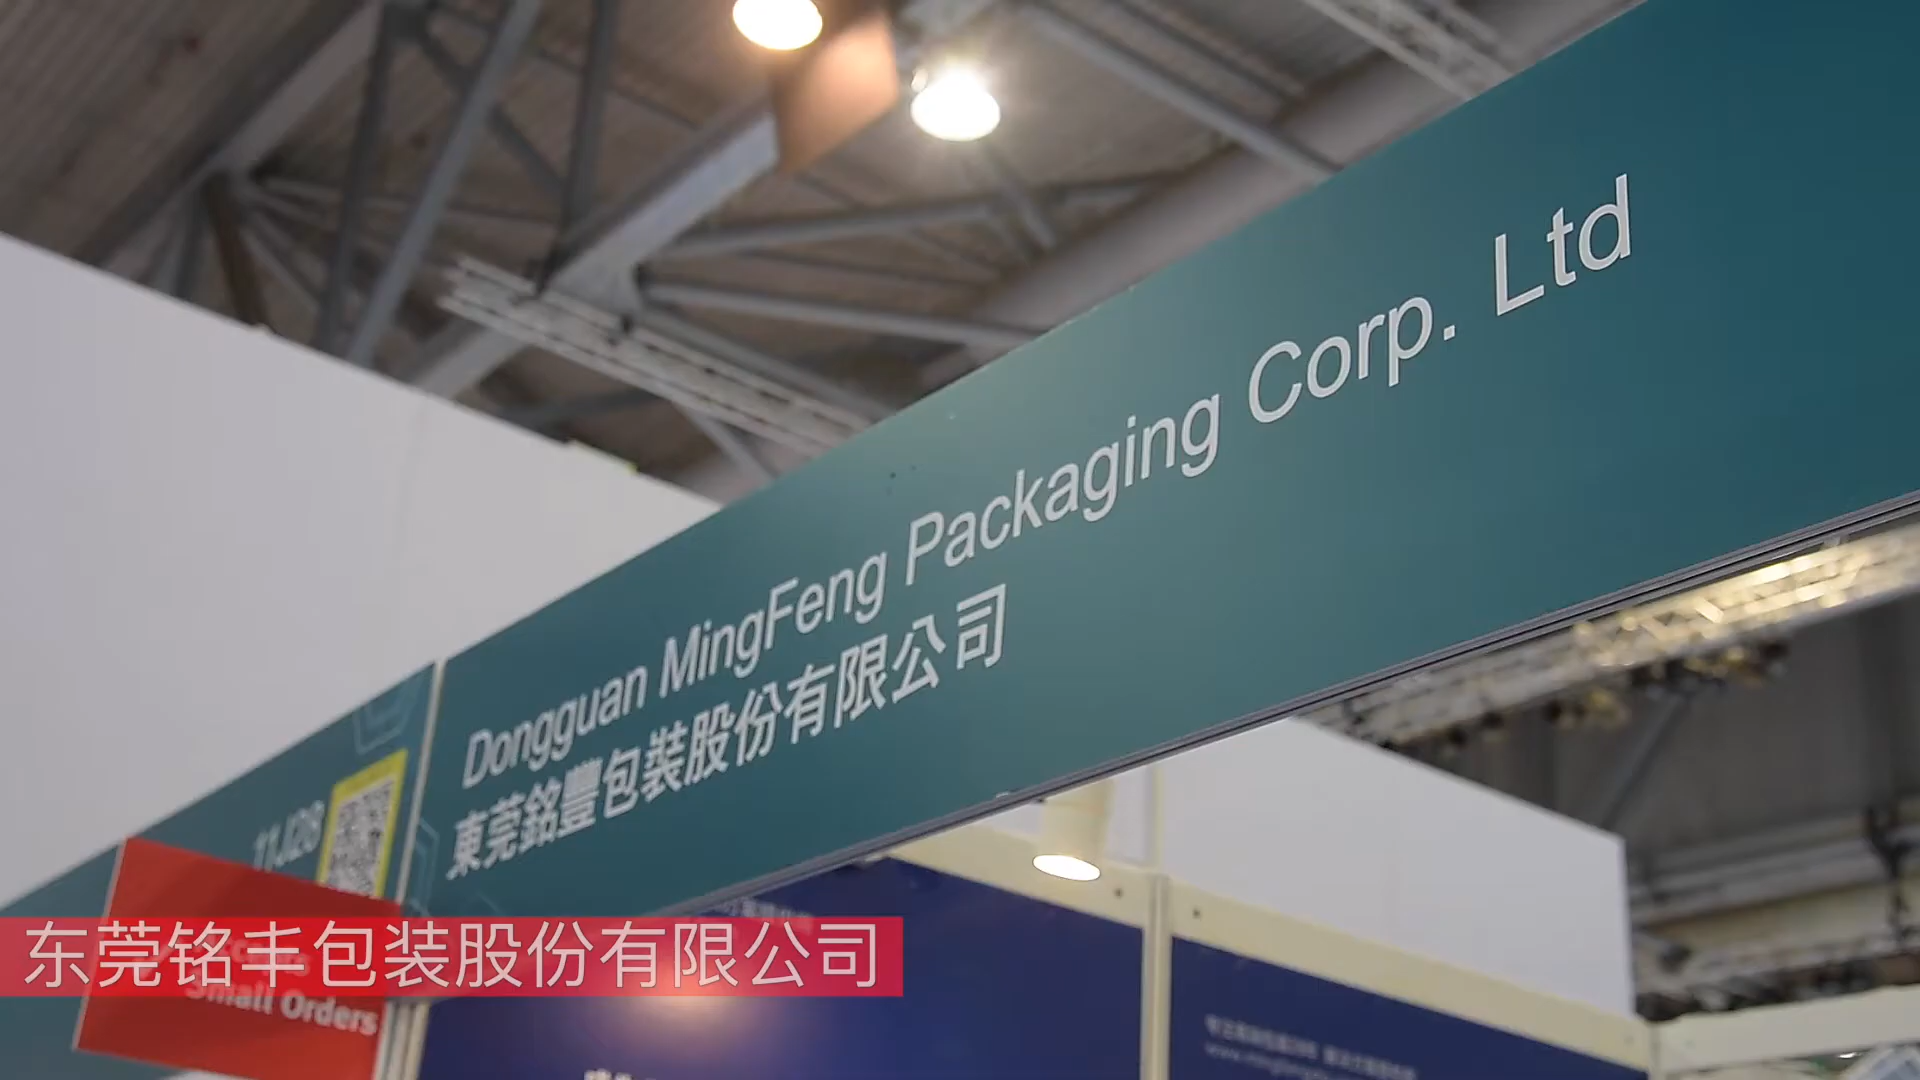 Dongguan MingFeng Packaging Corp. Ltd
東莞銘豐包裝股份有限公司
11J28
东莞铭丰包装股份有限公司
Small Orders